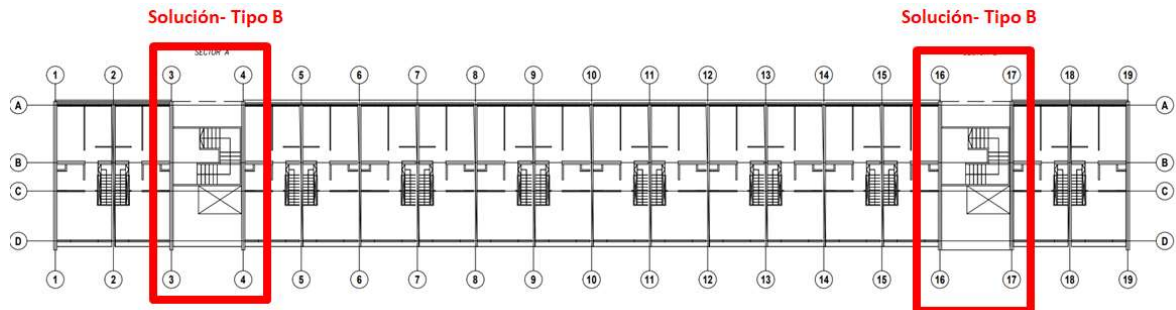 Solución- Tipo B Solución- Tipo B
SECTOR A
1 2 3 4 5 6 7 8 9 10 11 12 13 14 15 16 17 18 19
A A
B B
C C
D D
1 2 3 4 5 6 7 8 9 10 11 12 13 14 15 16 17 18 19